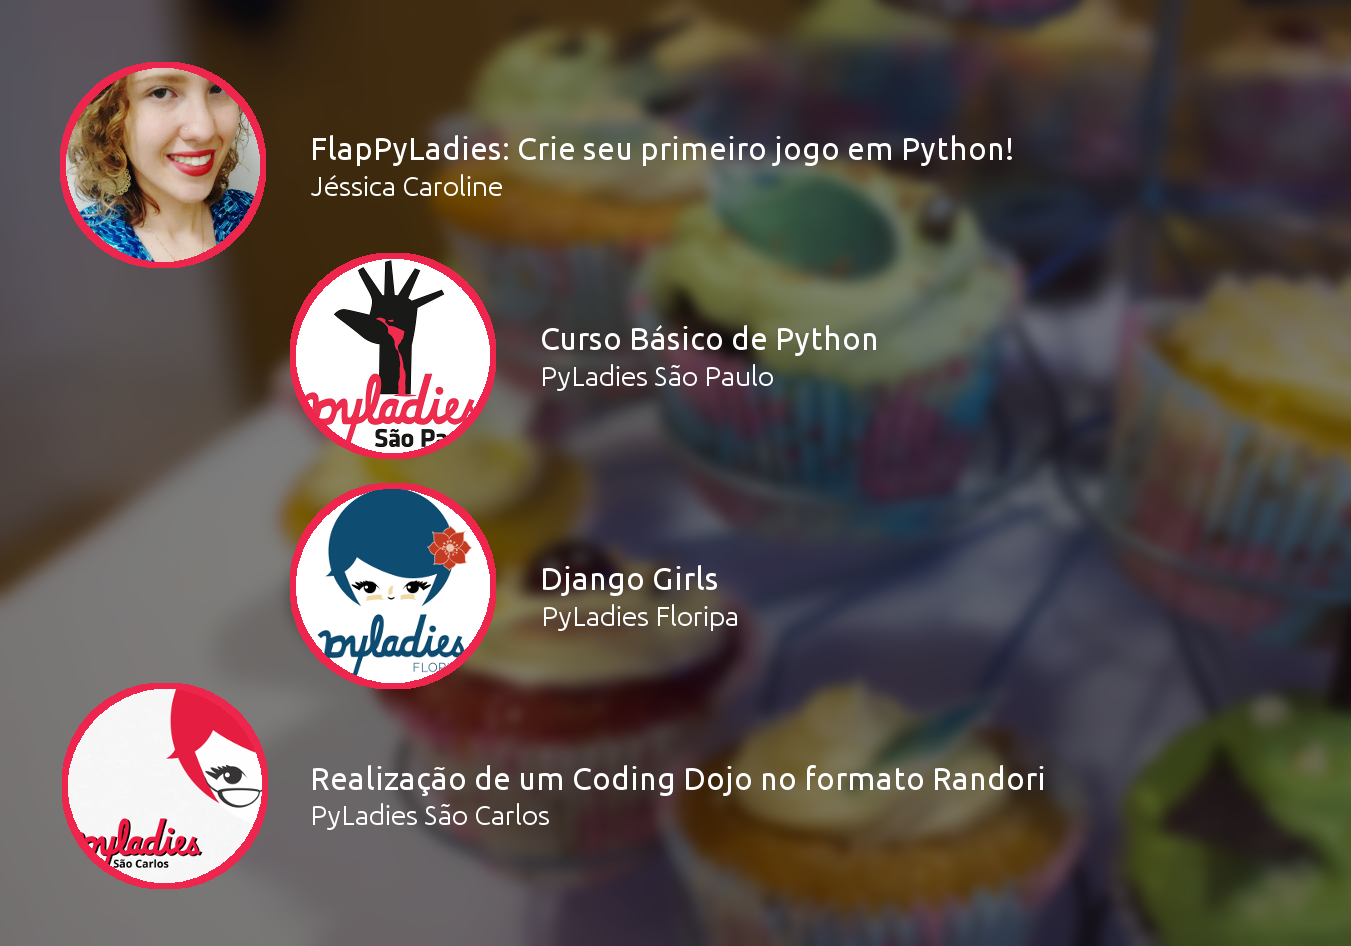 FlapPyLadies: Crie seu primeiro jogo em Python!
Jéssica Caroline
pyladies
São Pa
Curso Básico de Python
PyLadies São Paulo
pyladies
FLOR
Django Girls
PyLadies Floripa
pyladies
São Carlos
Realização de um Coding Dojo no formato Randori
PyLadies São Carlos